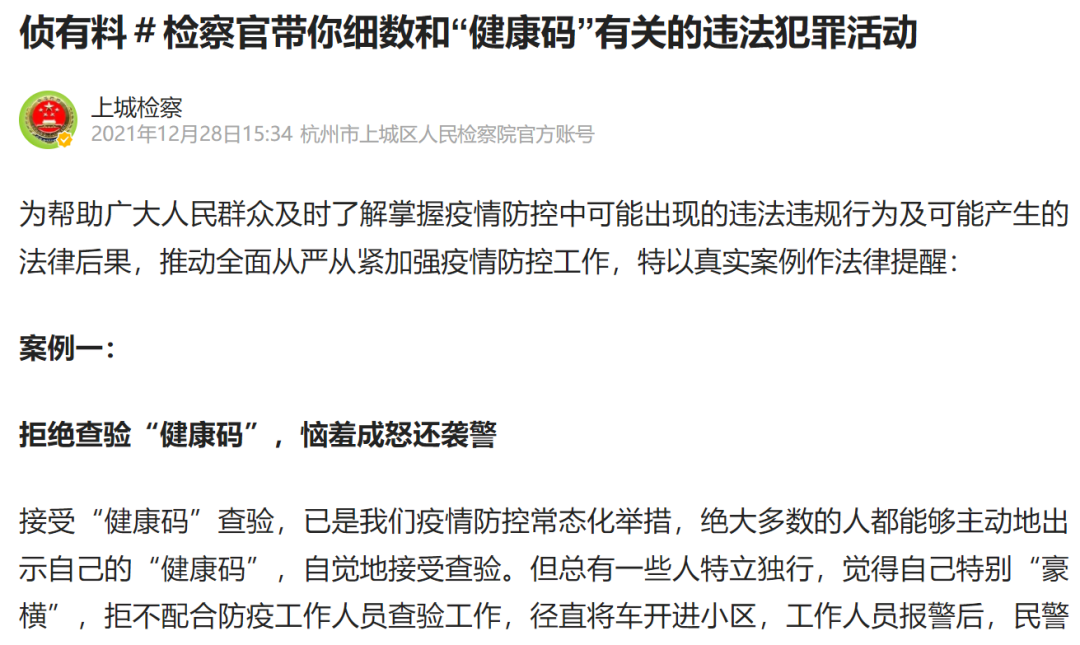 侦有料＃检察官带你细数和“健康码”有关的违法犯罪活动
上城检察
2021年12月28日15:34 杭州市上城区人民检察院官方账号
为帮助广大人民群众及时了解掌握疫情防控中可能出现的违法违规行为及可能产生的
法律后果，推动全面从严从紧加强疫情防控工作，特以真实案例作法律提醒：
案例一：
拒绝查验“健康码”，恼羞成怒还袭警
接受“健康码”查验，已是我们疫情防控常态化举措，绝大多数的人都能够主动地出
示自己的“健康码”，自觉地接受查验。但总有一些人特立独行，觉得自己特别“豪
横”，拒不配合防疫工作人员查验工作，径直将车开进小区，工作人员报警后，民警